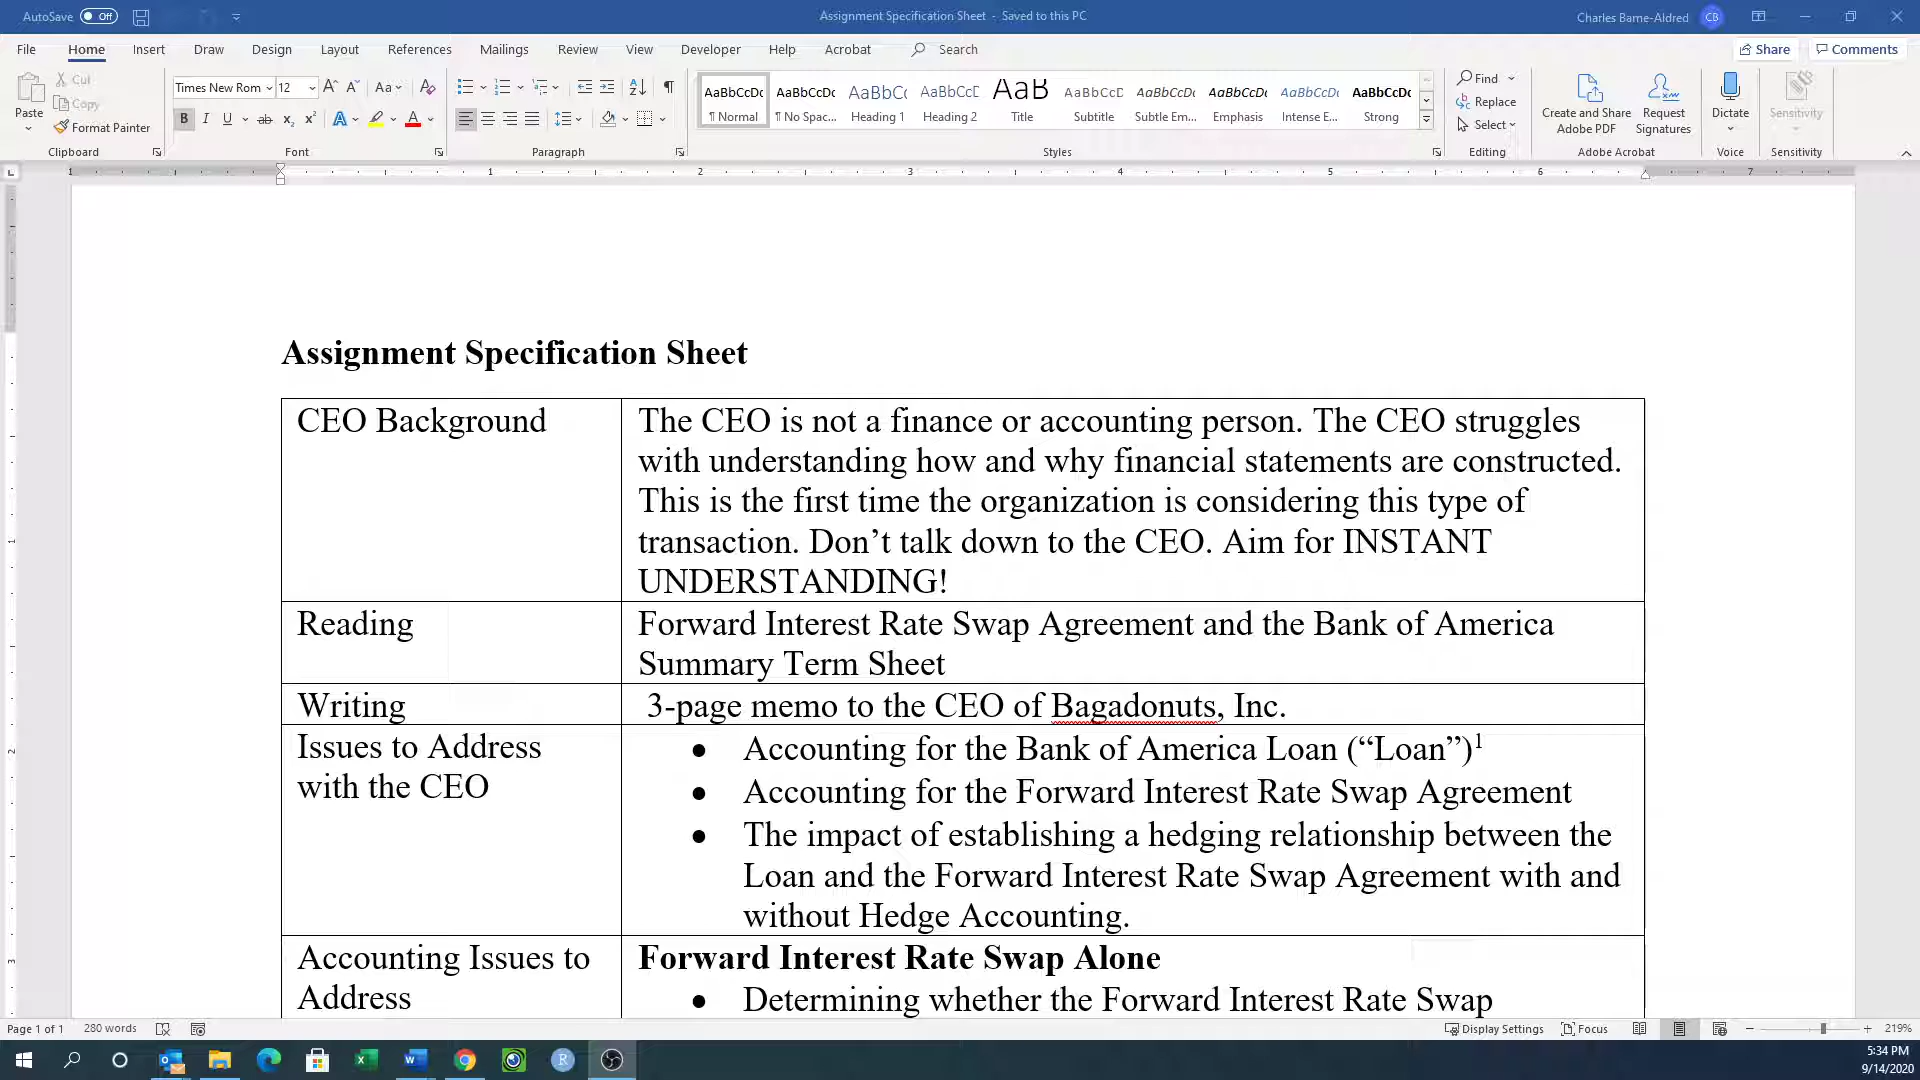 AutoSave Off
Assignment Specification Sheet - Saved to this PC
Charles Barne-Aldred CB
File Home Insert Draw Design Layout References Mailings Review View Developer Help Acrobat Search
Share Comments
Paste
Cut
Copy
Format Painter
Clipboard
Times New Rom 12
Font
Paragraph
AaBbCcDc AaBbCcDc AaBbCc AaBbCcD AaB AaBbCcD AaBbCcDc AaBbCcDc AaBbCcDc AaBbCcDc
¶ Normal ¶ No Spac... Heading 1 Heading 2 Title Subtitle Subtle Em... Emphasis Intense E... Strong
Styles
Find
Replace
Select
Editing
Create and Share Adobe PDF
Request Signatures
Adobe Acrobat
Dictate
Voice
Sensitivity
Sensitivity
1 1 2 3 4 5 6 7
Assignment Specification Sheet
CEO Background
The CEO is not a finance or accounting person. The CEO struggles
with understanding how and why financial statements are constructed.
This is the first time the organization is considering this type of
transaction. Don’t talk down to the CEO. Aim for INSTANT
UNDERSTANDING!
Reading
Forward Interest Rate Swap Agreement and the Bank of America
Summary Term Sheet
Writing
3-page memo to the CEO of Bagadonuts, Inc.
Issues to Address
with the CEO
• Accounting for the Bank of America Loan (“Loan”)1
• Accounting for the Forward Interest Rate Swap Agreement
• The impact of establishing a hedging relationship between the
Loan and the Forward Interest Rate Swap Agreement with and
without Hedge Accounting.
Accounting Issues to
Address
Forward Interest Rate Swap Alone
• Determining whether the Forward Interest Rate Swap
Page 1 of 1 280 words
Display Settings Focus 219%
5:34 PM
9/14/2020